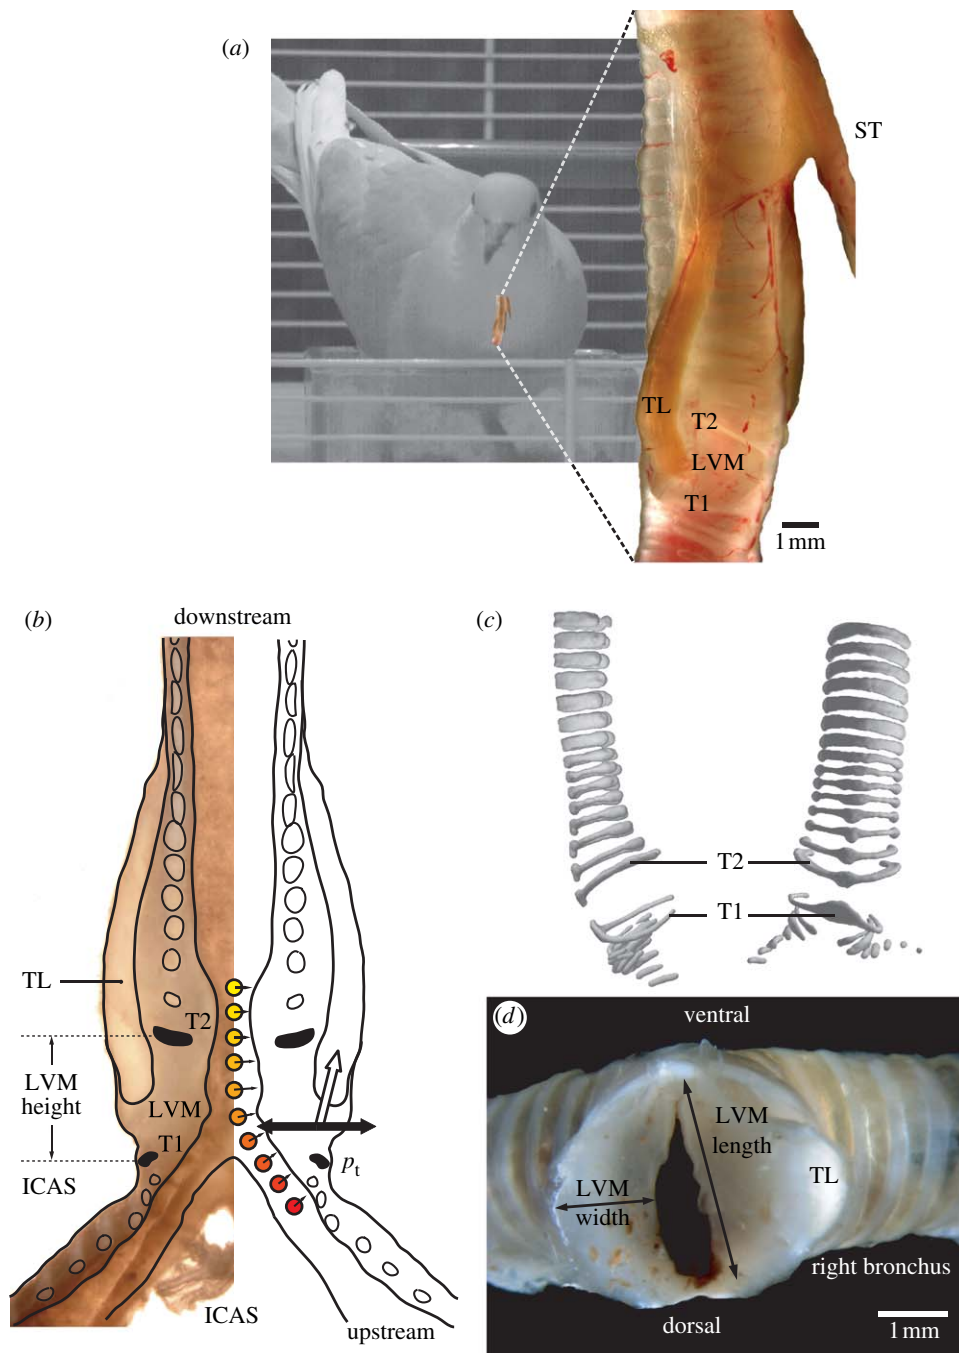 (a)
ST
TL
T2
LVM
T1
1 mm
(b)
downstream
TL
T2
LVM
height
LVM
T1
ICAS
pt
ICAS
upstream
(c)
T2
T1
(d)
ventral
LVM
length
LVM
width
TL
right bronchus
dorsal
1 mm